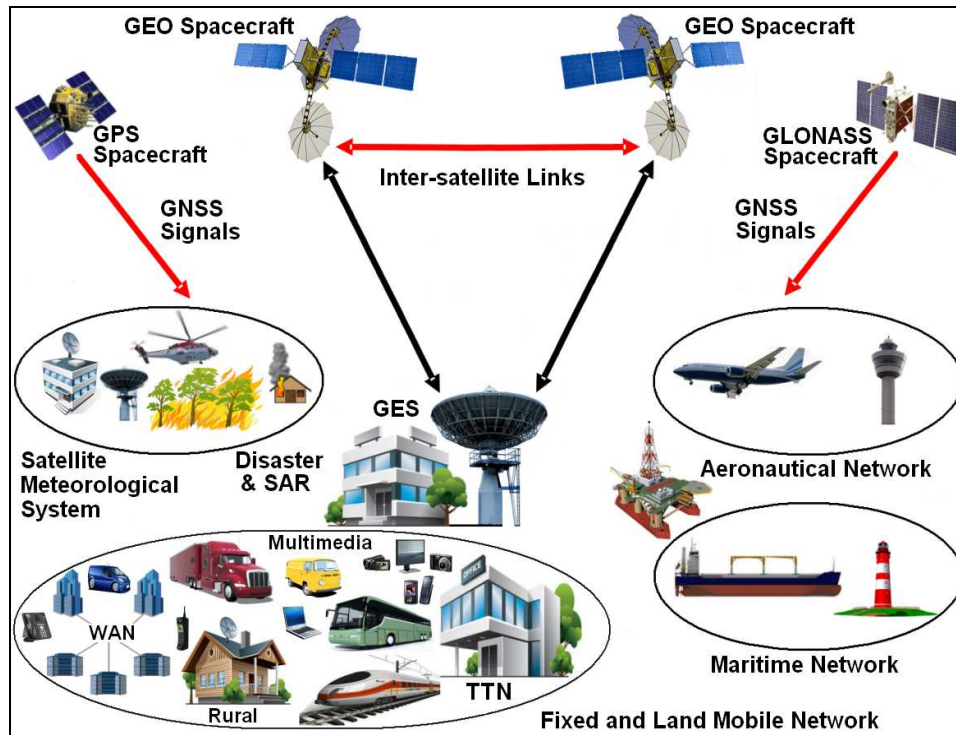 GEO Spacecraft
GEO Spacecraft
GPS
Spacecraft
GLONASS
Spacecraft
Inter-satellite Links
GNSS
Signals
GNSS
Signals
GES
Satellite
Meteorological
System
Disaster
& SAR
Aeronautical Network
Multimedia
OFFICE
WAN
TTN
Rural
Maritime Network
Fixed and Land Mobile Network